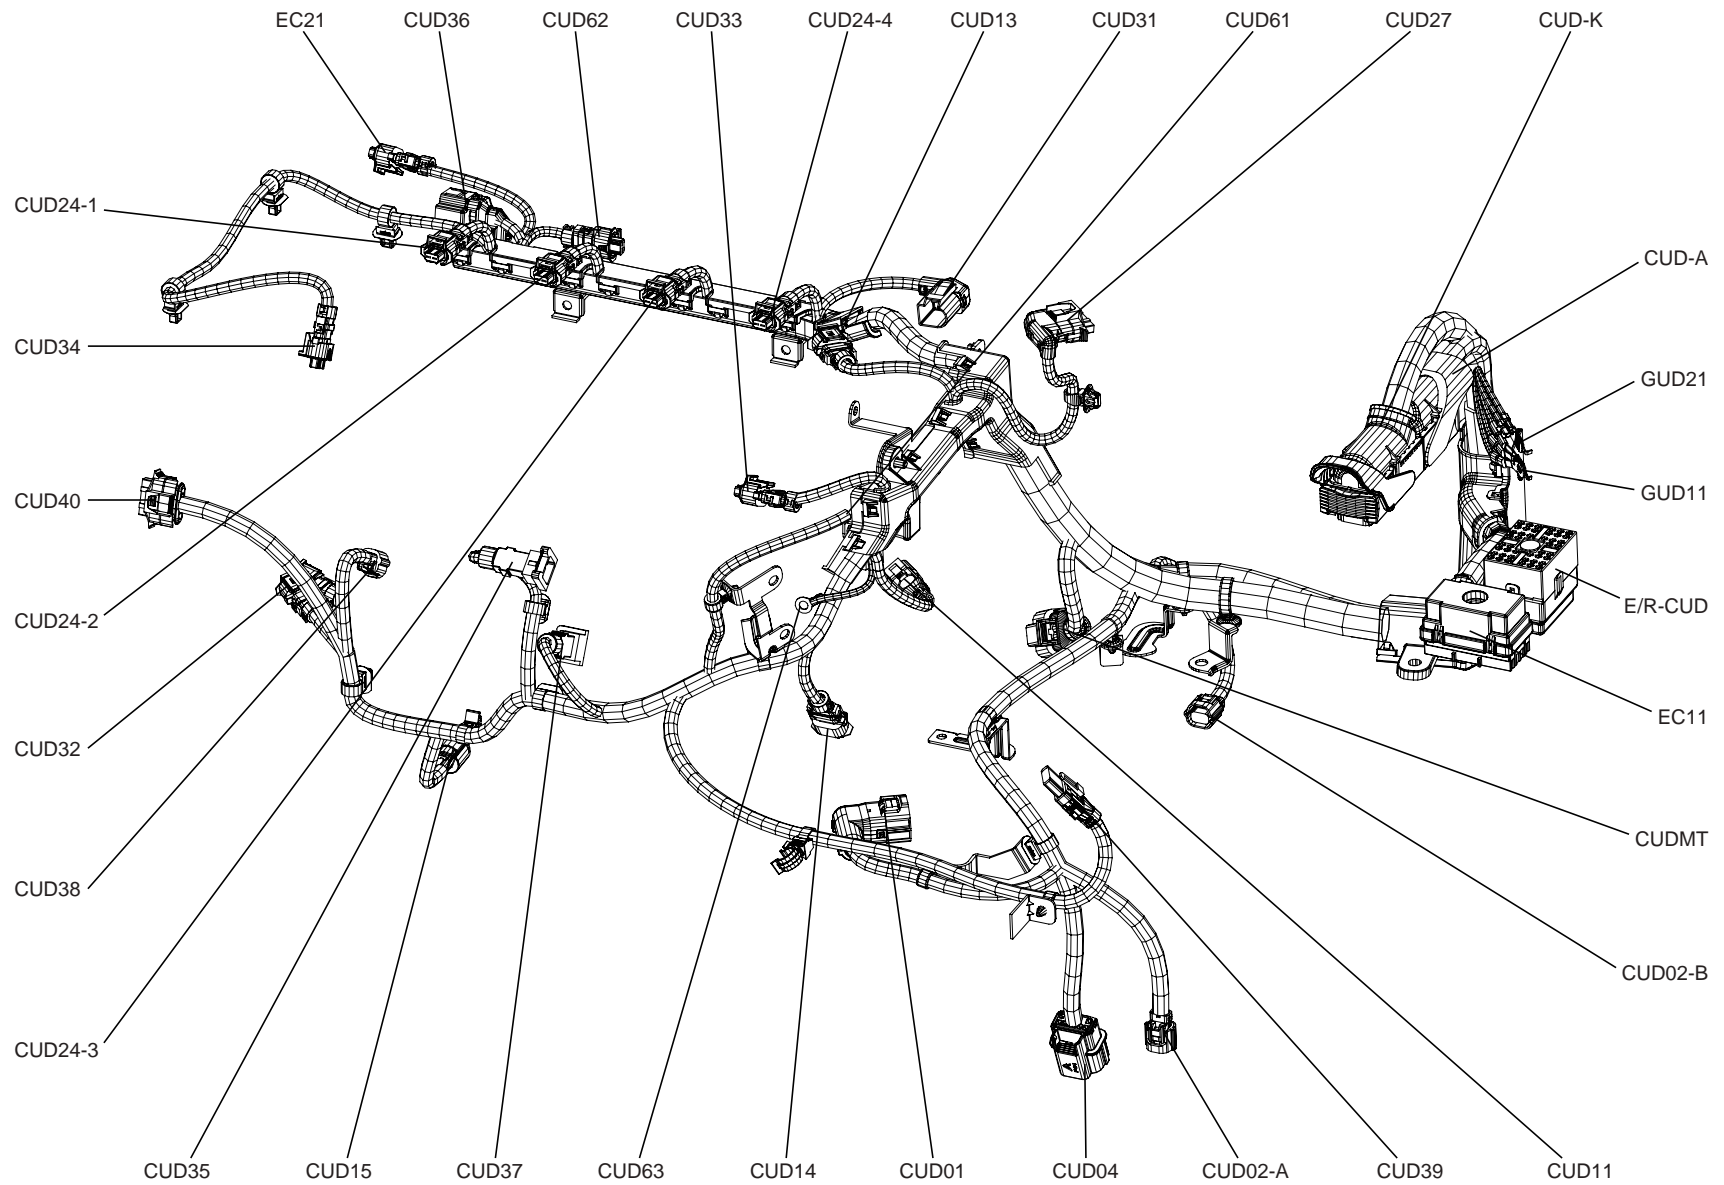 EC21 CUD36 CUD62 CUD33 CUD24-4 CUD13 CUD31 CUD61 CUD27 CUD-K
CUD24-1
CUD-A
CUD34
GUD21
CUD40
GUD11
E/R-CUD
CUD24-2
EC11
CUD32
CUDMT
CUD38
CUD02-B
CUD24-3
CUD35 CUD15 CUD37 CUD63 CUD14 CUD01 CUD04 CUD02-A CUD39 CUD11